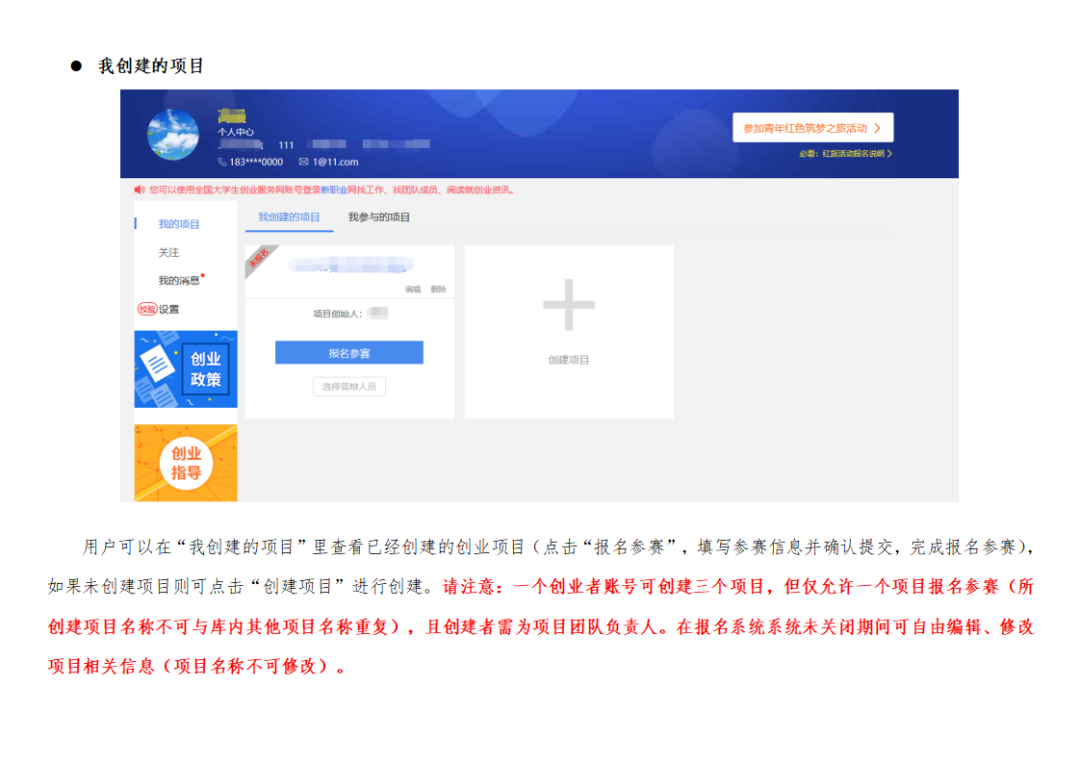 ● 我创建的项目
个人中心
111
183****0000 1@11.com
参加青年红色筑梦之旅活动 >
必看：红旅活动报名说明 >
您可以使用全国大学生创业服务网账号登录新职业网找工作、找团队成员、阅读就创业资讯。
我的项目
关注
我的消息
校验 设置
创业
政策
创业
指导
我创建的项目 我参与的项目
未报名
编辑 删除
项目创始人：
报名参赛
选择答辩人员
创建项目
用户可以在“我创建的项目”里查看已经创建的创业项目（点击“报名参赛”，填写参赛信息并确认提交，完成报名参赛），
如果未创建项目则可点击“创建项目”进行创建。请注意：一个创业者账号可创建三个项目，但仅允许一个项目报名参赛（所
创建项目名称不可与库内其他项目名称重复），且创建者需为项目团队负责人。在报名系统系统未关闭期间可自由编辑、修改
项目相关信息（项目名称不可修改）。